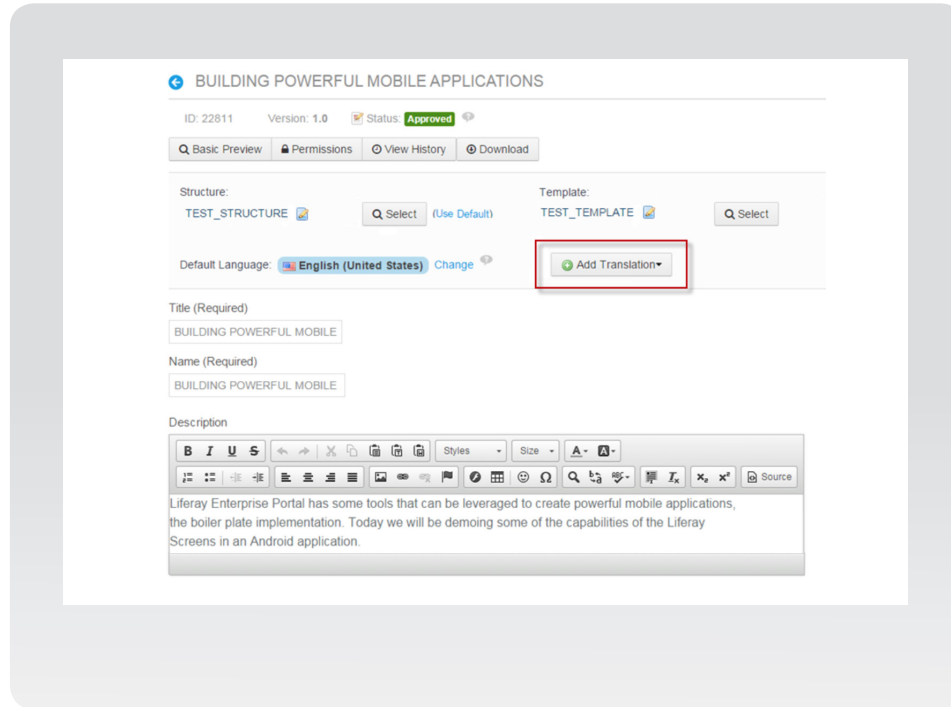 BUILDING POWERFUL MOBILE APPLICATIONS
ID: 22811 Version: 1.0 Status: Approved
Basic Preview Permissions View History Download
Structure: Template:
TEST_STRUCTURE Select (Use Default) TEST_TEMPLATE Select
Default Language: English (United States) Change Add Translation
Title (Required)
BUILDING POWERFUL MOBILE
Name (Required)
BUILDING POWERFUL MOBILE
Description
B I U S Styles Size A A
Ω Ix x₂ x² Source
Liferay Enterprise Portal has some tools that can be leveraged to create powerful mobile applications,
the boiler plate implementation. Today we will be demoing some of the capabilities of the Liferay
Screens in an Android application.